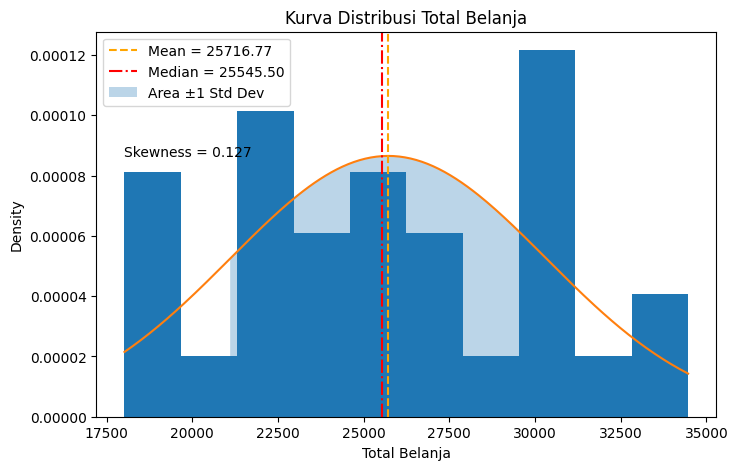 Kurva Distribusi Total Belanja
Mean = 25716.77
Median = 25545.50
Area ±1 Std Dev
Skewness = 0.127
Density
0.00012
0.00010
0.00008
0.00006
0.00004
0.00002
0.00000
17500 20000 22500 25000 27500 30000 32500 35000
Total Belanja